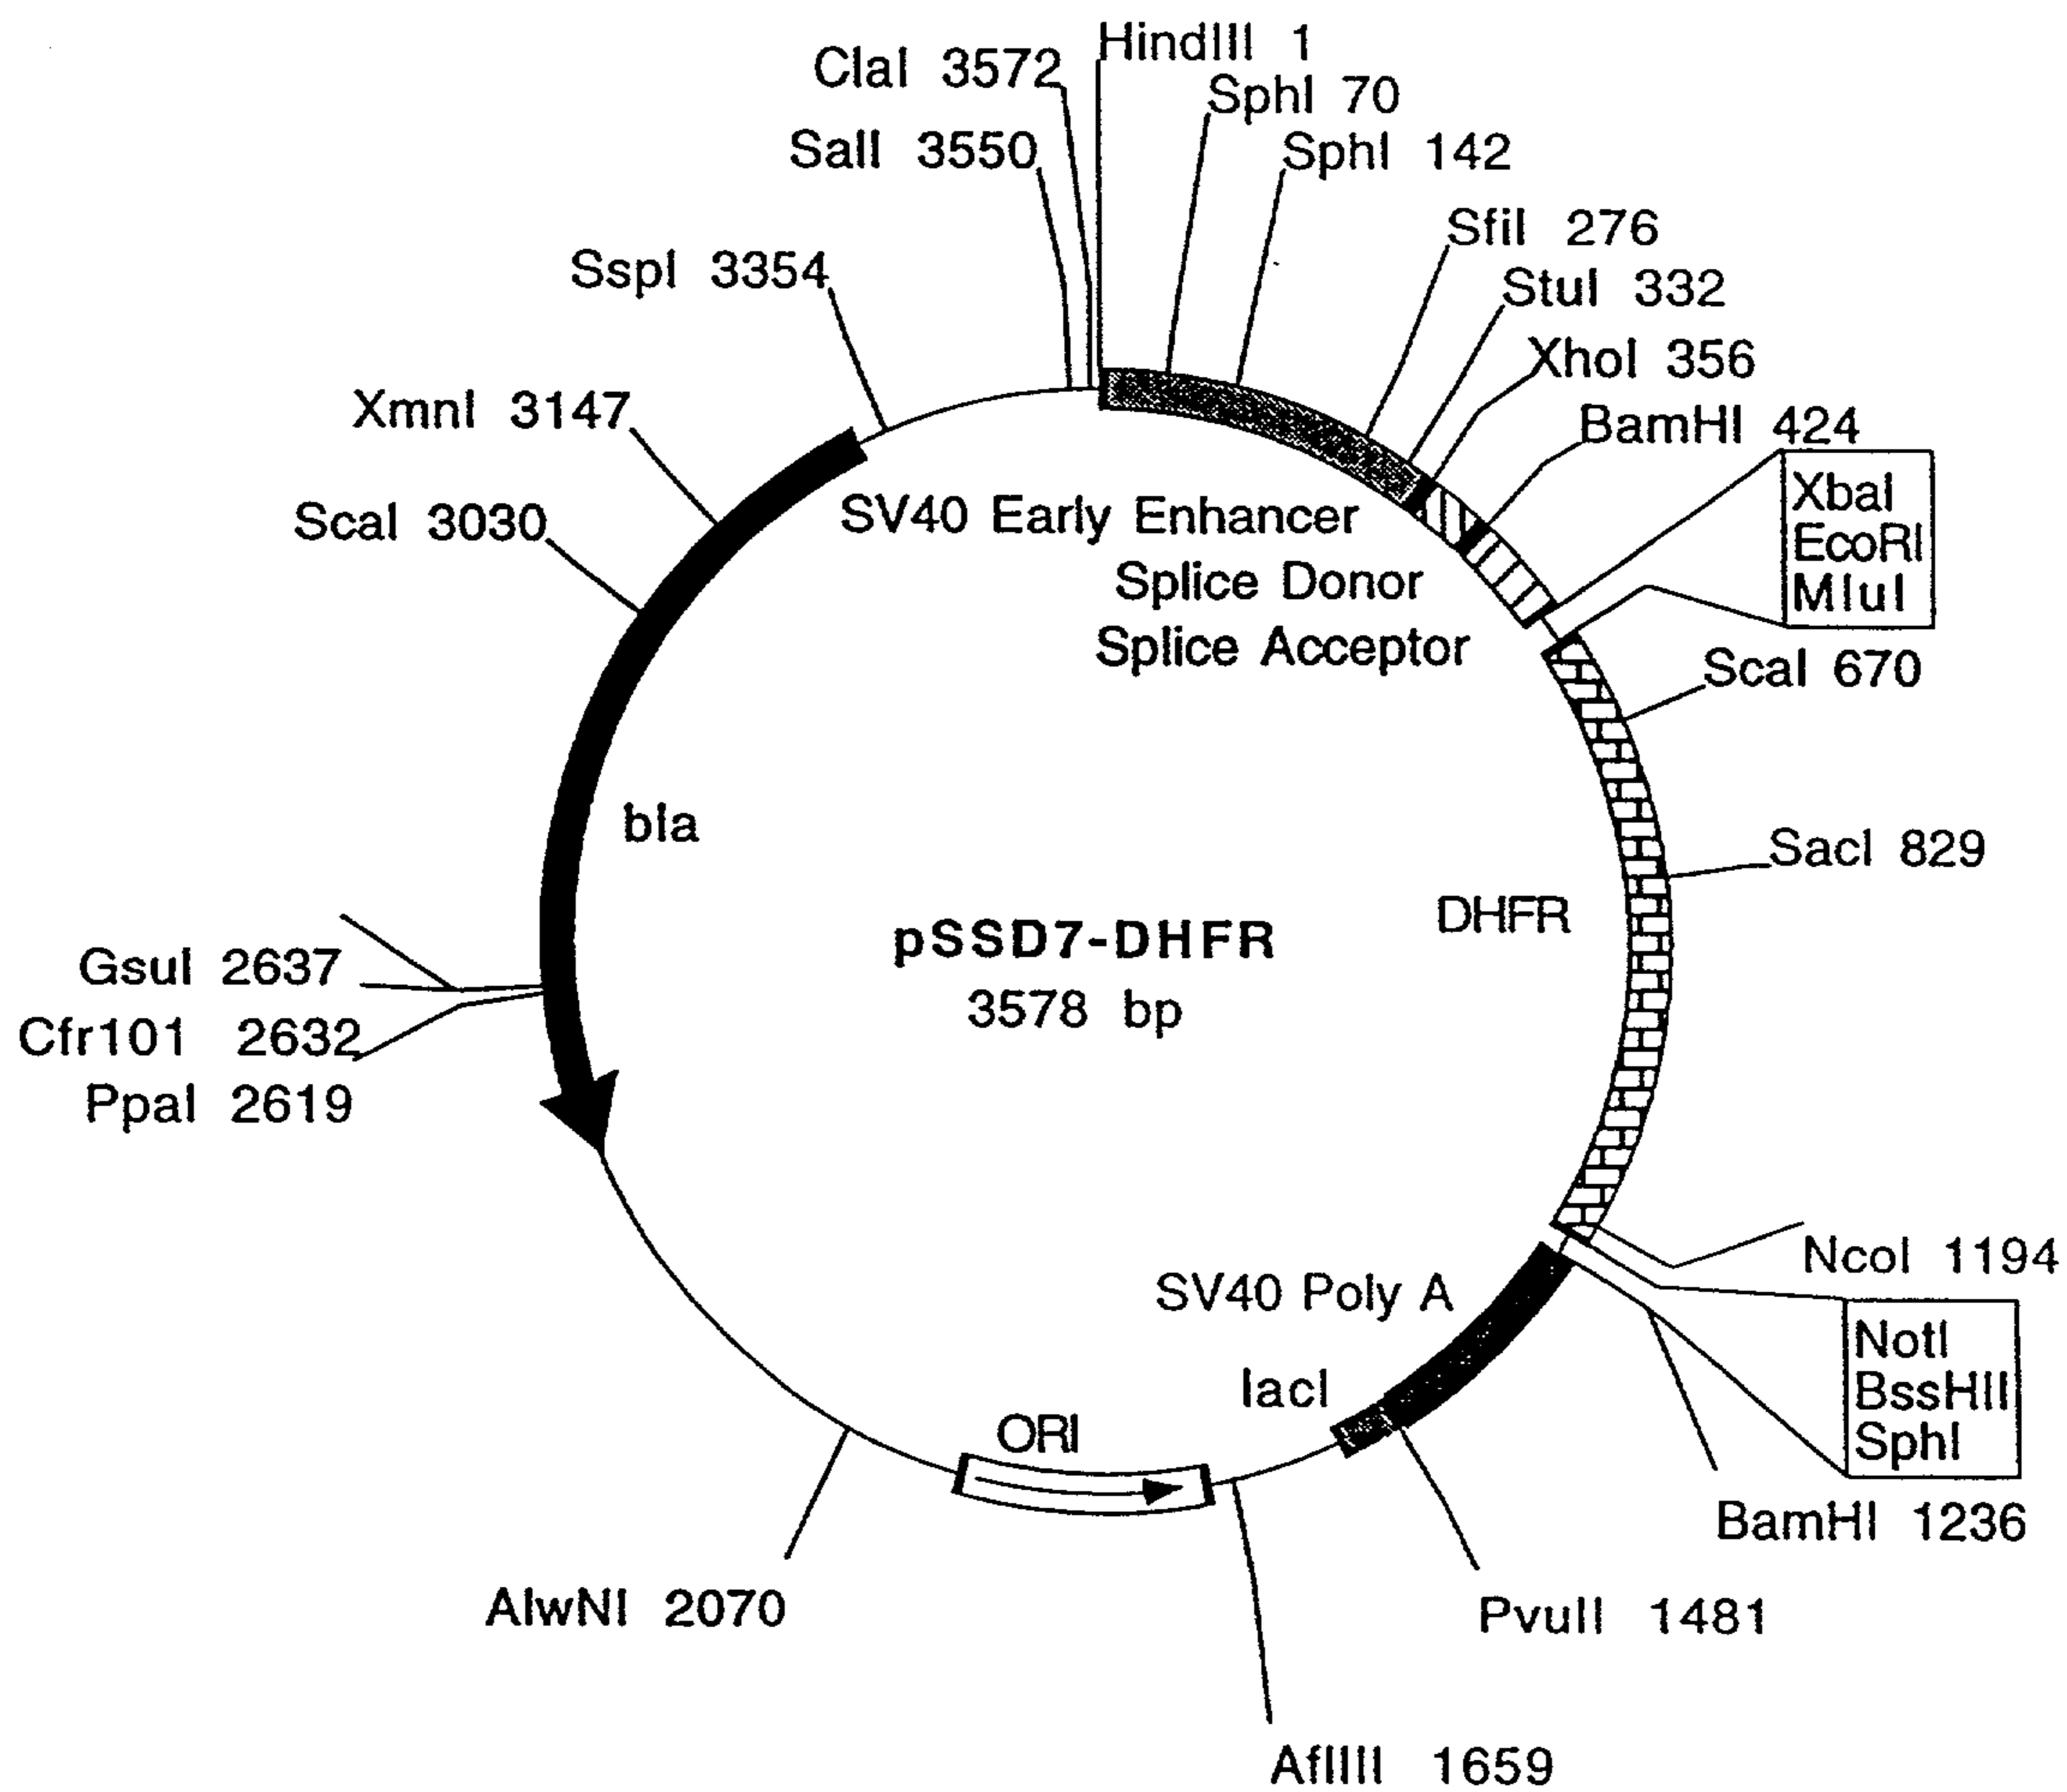 HindIII 1
ClaI 3572
SphI 70
SalI 3550
SphI 142
SfiI 276
SspI 3354
StuI 332
XhoI 356
XmnI 3147
BamHI 424
XbaI
EcoRI
MluI
ScaI 3030
SV40 Early Enhancer
Splice Donor
Splice Acceptor
ScaI 670
bla
SacI 829
DHFR
pSSD7-DHFR
3578 bp
GsuI 2637
Cfr101 2632
PpaI 2619
NcoI 1194
SV40 Poly A
NotI
BssHII
SphI
lacI
ORI
BamHI 1236
AlwNI 2070
PvuII 1481
AflIII 1659